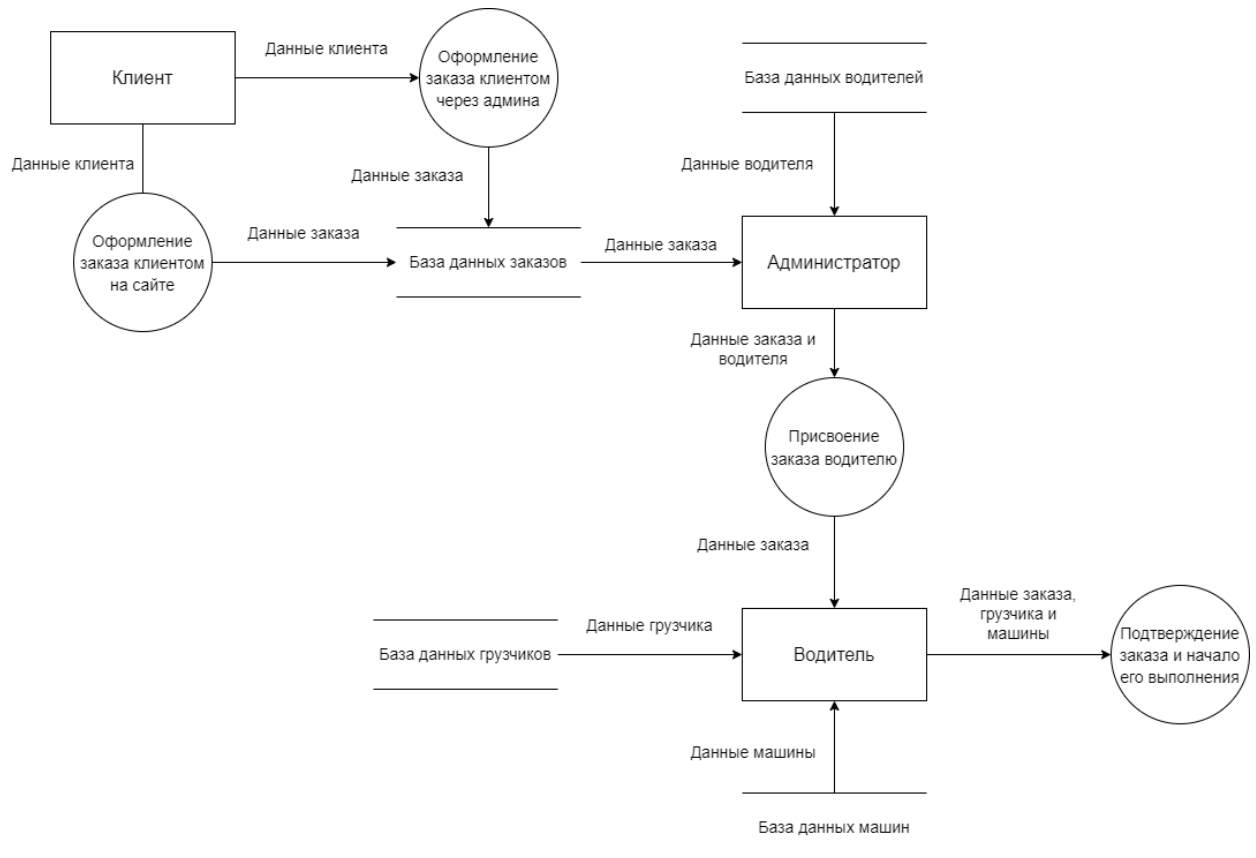 Клиент
Данные клиента
Оформление
заказа клиентом
через админа
База данных водителей
Данные клиента
Данные заказа
Данные водителя
Оформление
заказа клиентом
на сайте
Данные заказа
База данных заказов
Данные заказа
Администратор
Данные заказа и
водителя
Присвоение
заказа водителю
Данные заказа
Данные заказа,
грузчика и
машины
База данных грузчиков
Данные грузчика
Водитель
Подтверждение
заказа и начало
его выполнения
Данные машины
База данных машин